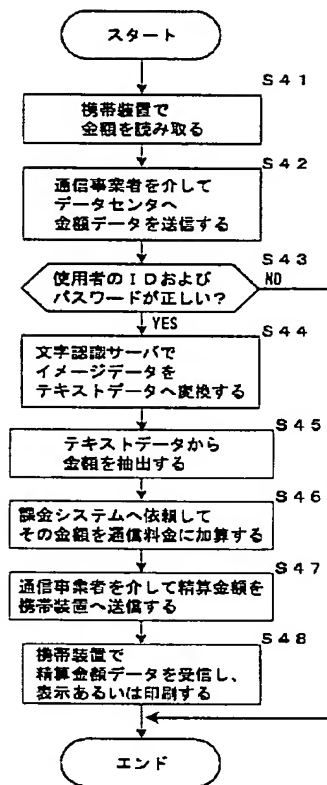 スタート
S41
携帯装置で
金額を読み取る
S42
通信事業者を介して
データセンタへ
金額データを送信する
S43
使用者のIDおよび
パスワードが正しい?
NO
YES
S44
文字認識サーバで
イメージデータを
テキストデータへ変換する
S45
テキストデータから
金額を抽出する
S46
課金システムへ依頼して
その金額を通信料金に加算する
S47
通信事業者を介して精算金額を
携帯装置へ送信する
S48
携帯装置で
精算金額データを受信し、
表示あるいは印刷する
エンド